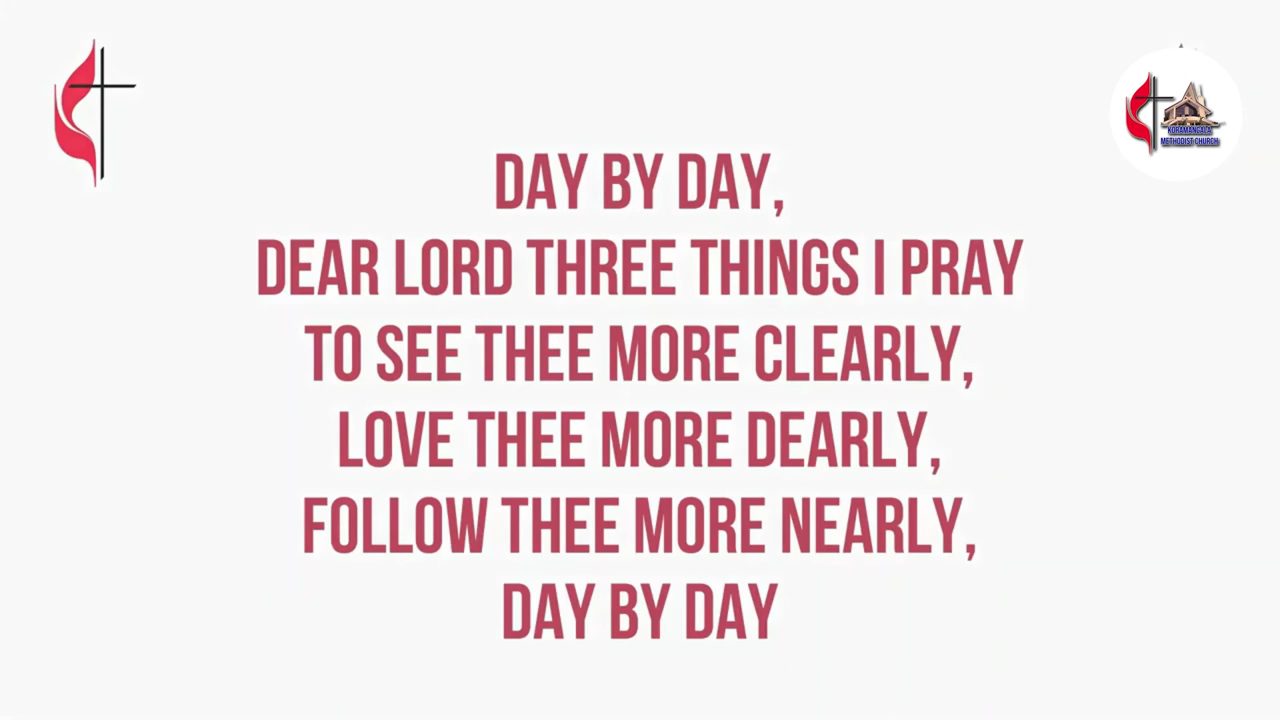 KORAMANGALA
METHODIST CHURCH
DAY BY DAY,
DEAR LORD THREE THINGS I PRAY
TO SEE THEE MORE CLEARLY,
LOVE THEE MORE DEARLY,
FOLLOW THEE MORE NEARLY,
DAY BY DAY